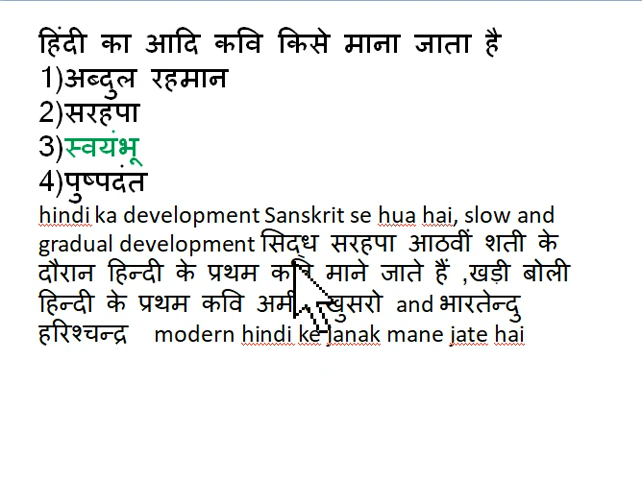 हिंदी का आदि कवि किसे माना जाता है
1)अब्दुल रहमान
2)सरहपा
3)स्वयंभू
4)पुष्पदंत
hindi ka development Sanskrit se hua hai, slow and
gradual development सिद्ध सरहपा आठवीं शती के
दौरान हिन्दी के प्रथम कवि माने जाते हैं ,खड़ी बोली
हिन्दी के प्रथम कवि खुसरो and भारतेन्दु
हरिश्चन्द्र modern hindi ke janak mane jate hai